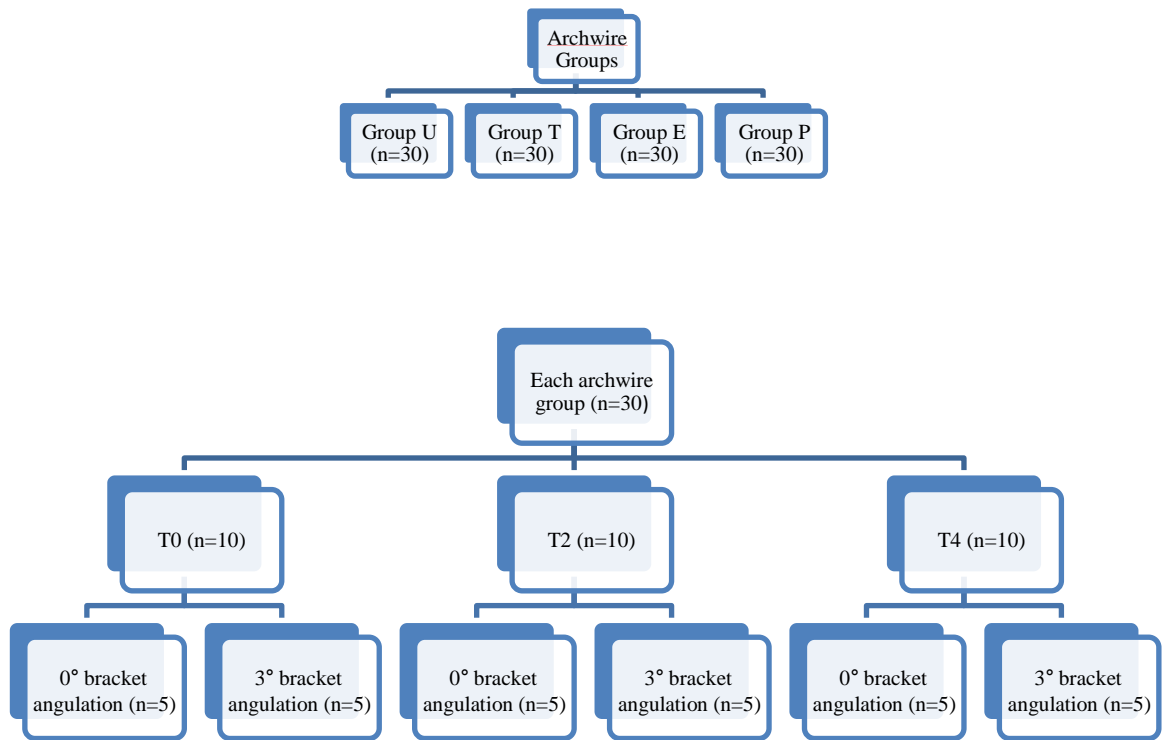 Archwire
Groups
Group U
(n=30)
Group T
(n=30)
Group E
(n=30)
Group P
(n=30)
Each archwire
group (n=30)
T0 (n=10)
T2 (n=10)
T4 (n=10)
0° bracket
angulation (n=5)
3° bracket
angulation (n=5)
0° bracket
angulation (n=5)
3° bracket
angulation (n=5)
0° bracket
angulation (n=5)
3° bracket
angulation (n=5)